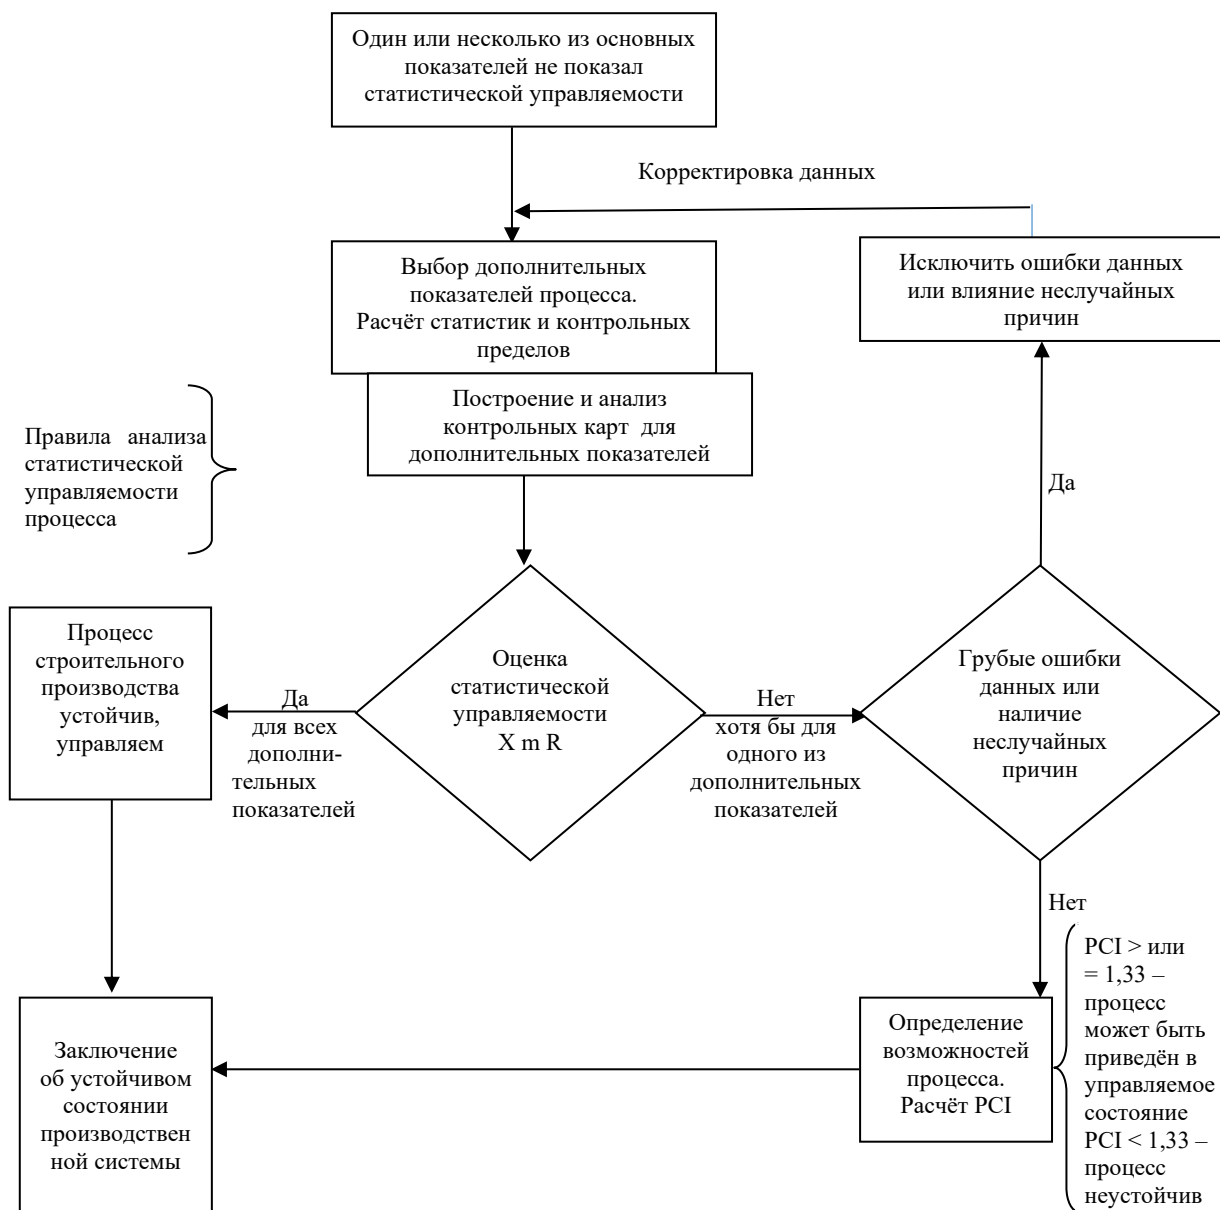 Один или несколько из основных
показателей не показал
статистической управляемости
Корректировка данных
Выбор дополнительных
показателей процесса.
Расчёт статистик и контрольных
пределов
Исключить ошибки данных
или влияние неслучайных
причин
Построение и анализ
контрольных карт для
дополнительных показателей
Правила анализа
статистической
управляемости
процесса
Да
Процесс
строительного
производства
устойчив,
управляем
Да
для всех
дополни-
тельных
показателей
Оценка
статистической
управляемости
X m R
Нет
хотя бы для
одного из
дополнительных
показателей
Грубые ошибки
данных или
наличие
неслучайных
причин
Нет
Заключение
об устойчивом
состоянии
производствен
ной системы
Определение
возможностей
процесса.
Расчёт PCI
PCI > или
= 1,33 –
процесс
может быть
приведён в
управляемое
состояние
PCI < 1,33 –
процесс
неустойчив